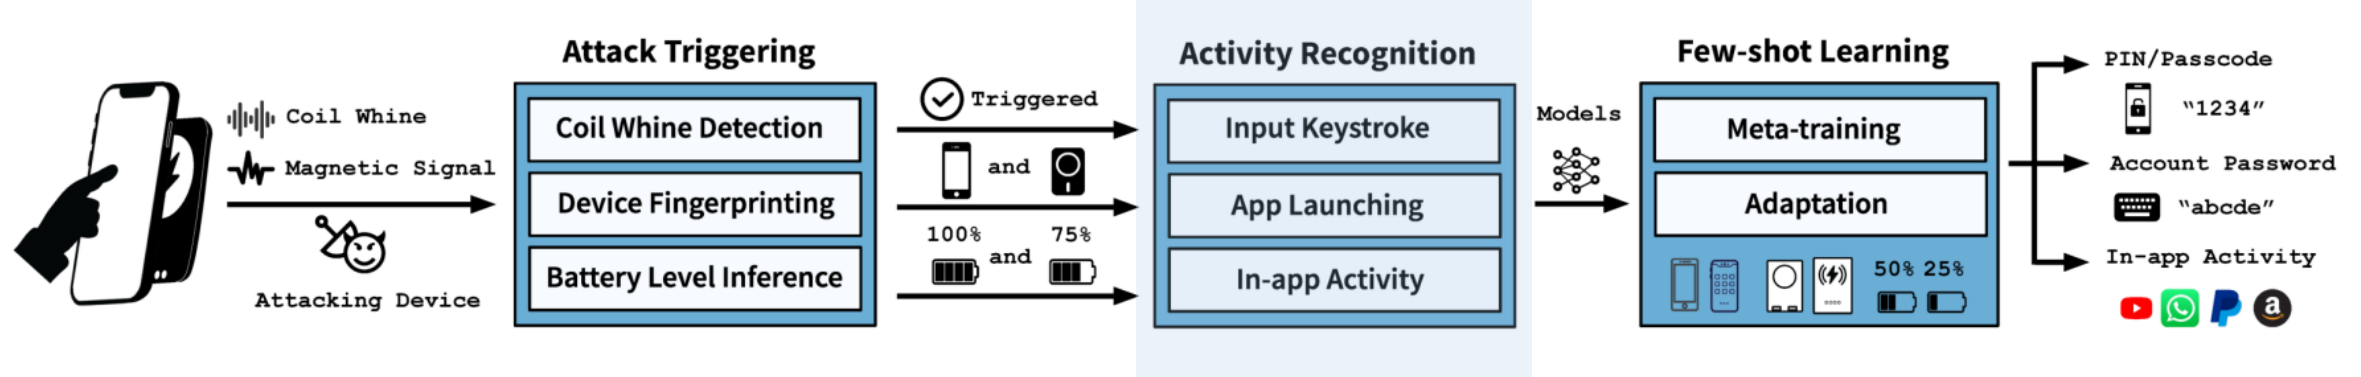 Coil Whine
Magnetic Signal
Attacking Device
Attack Triggering
Coil Whine Detection
Device Fingerprinting
Battery Level Inference
Triggered
and
100%
and
75%
Activity Recognition
Input Keystroke
App Launching
In-app Activity
Models
Few-shot Learning
Meta-training
Adaptation
50% 25%
PIN/Passcode
“1234”
Account Password
“abcde”
In-app Activity
a